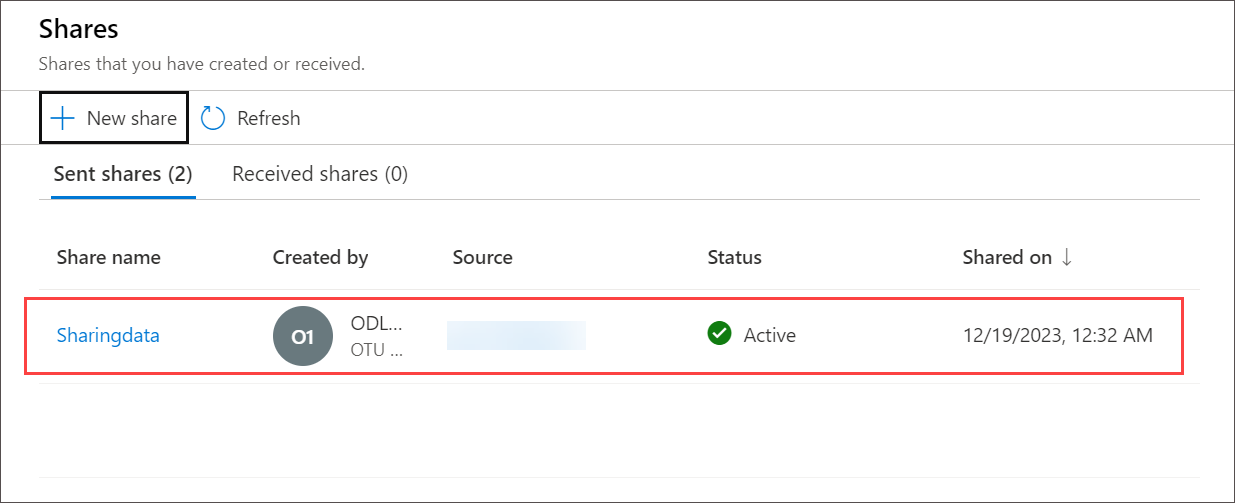 Shares
Shares that you have created or received.
New share Refresh
Sent shares (2) Received shares (0)
Share name Created by Source Status Shared on ↓
Sharingdata O1 ODL... Active 12/19/2023, 12:32 AM
OTU ...